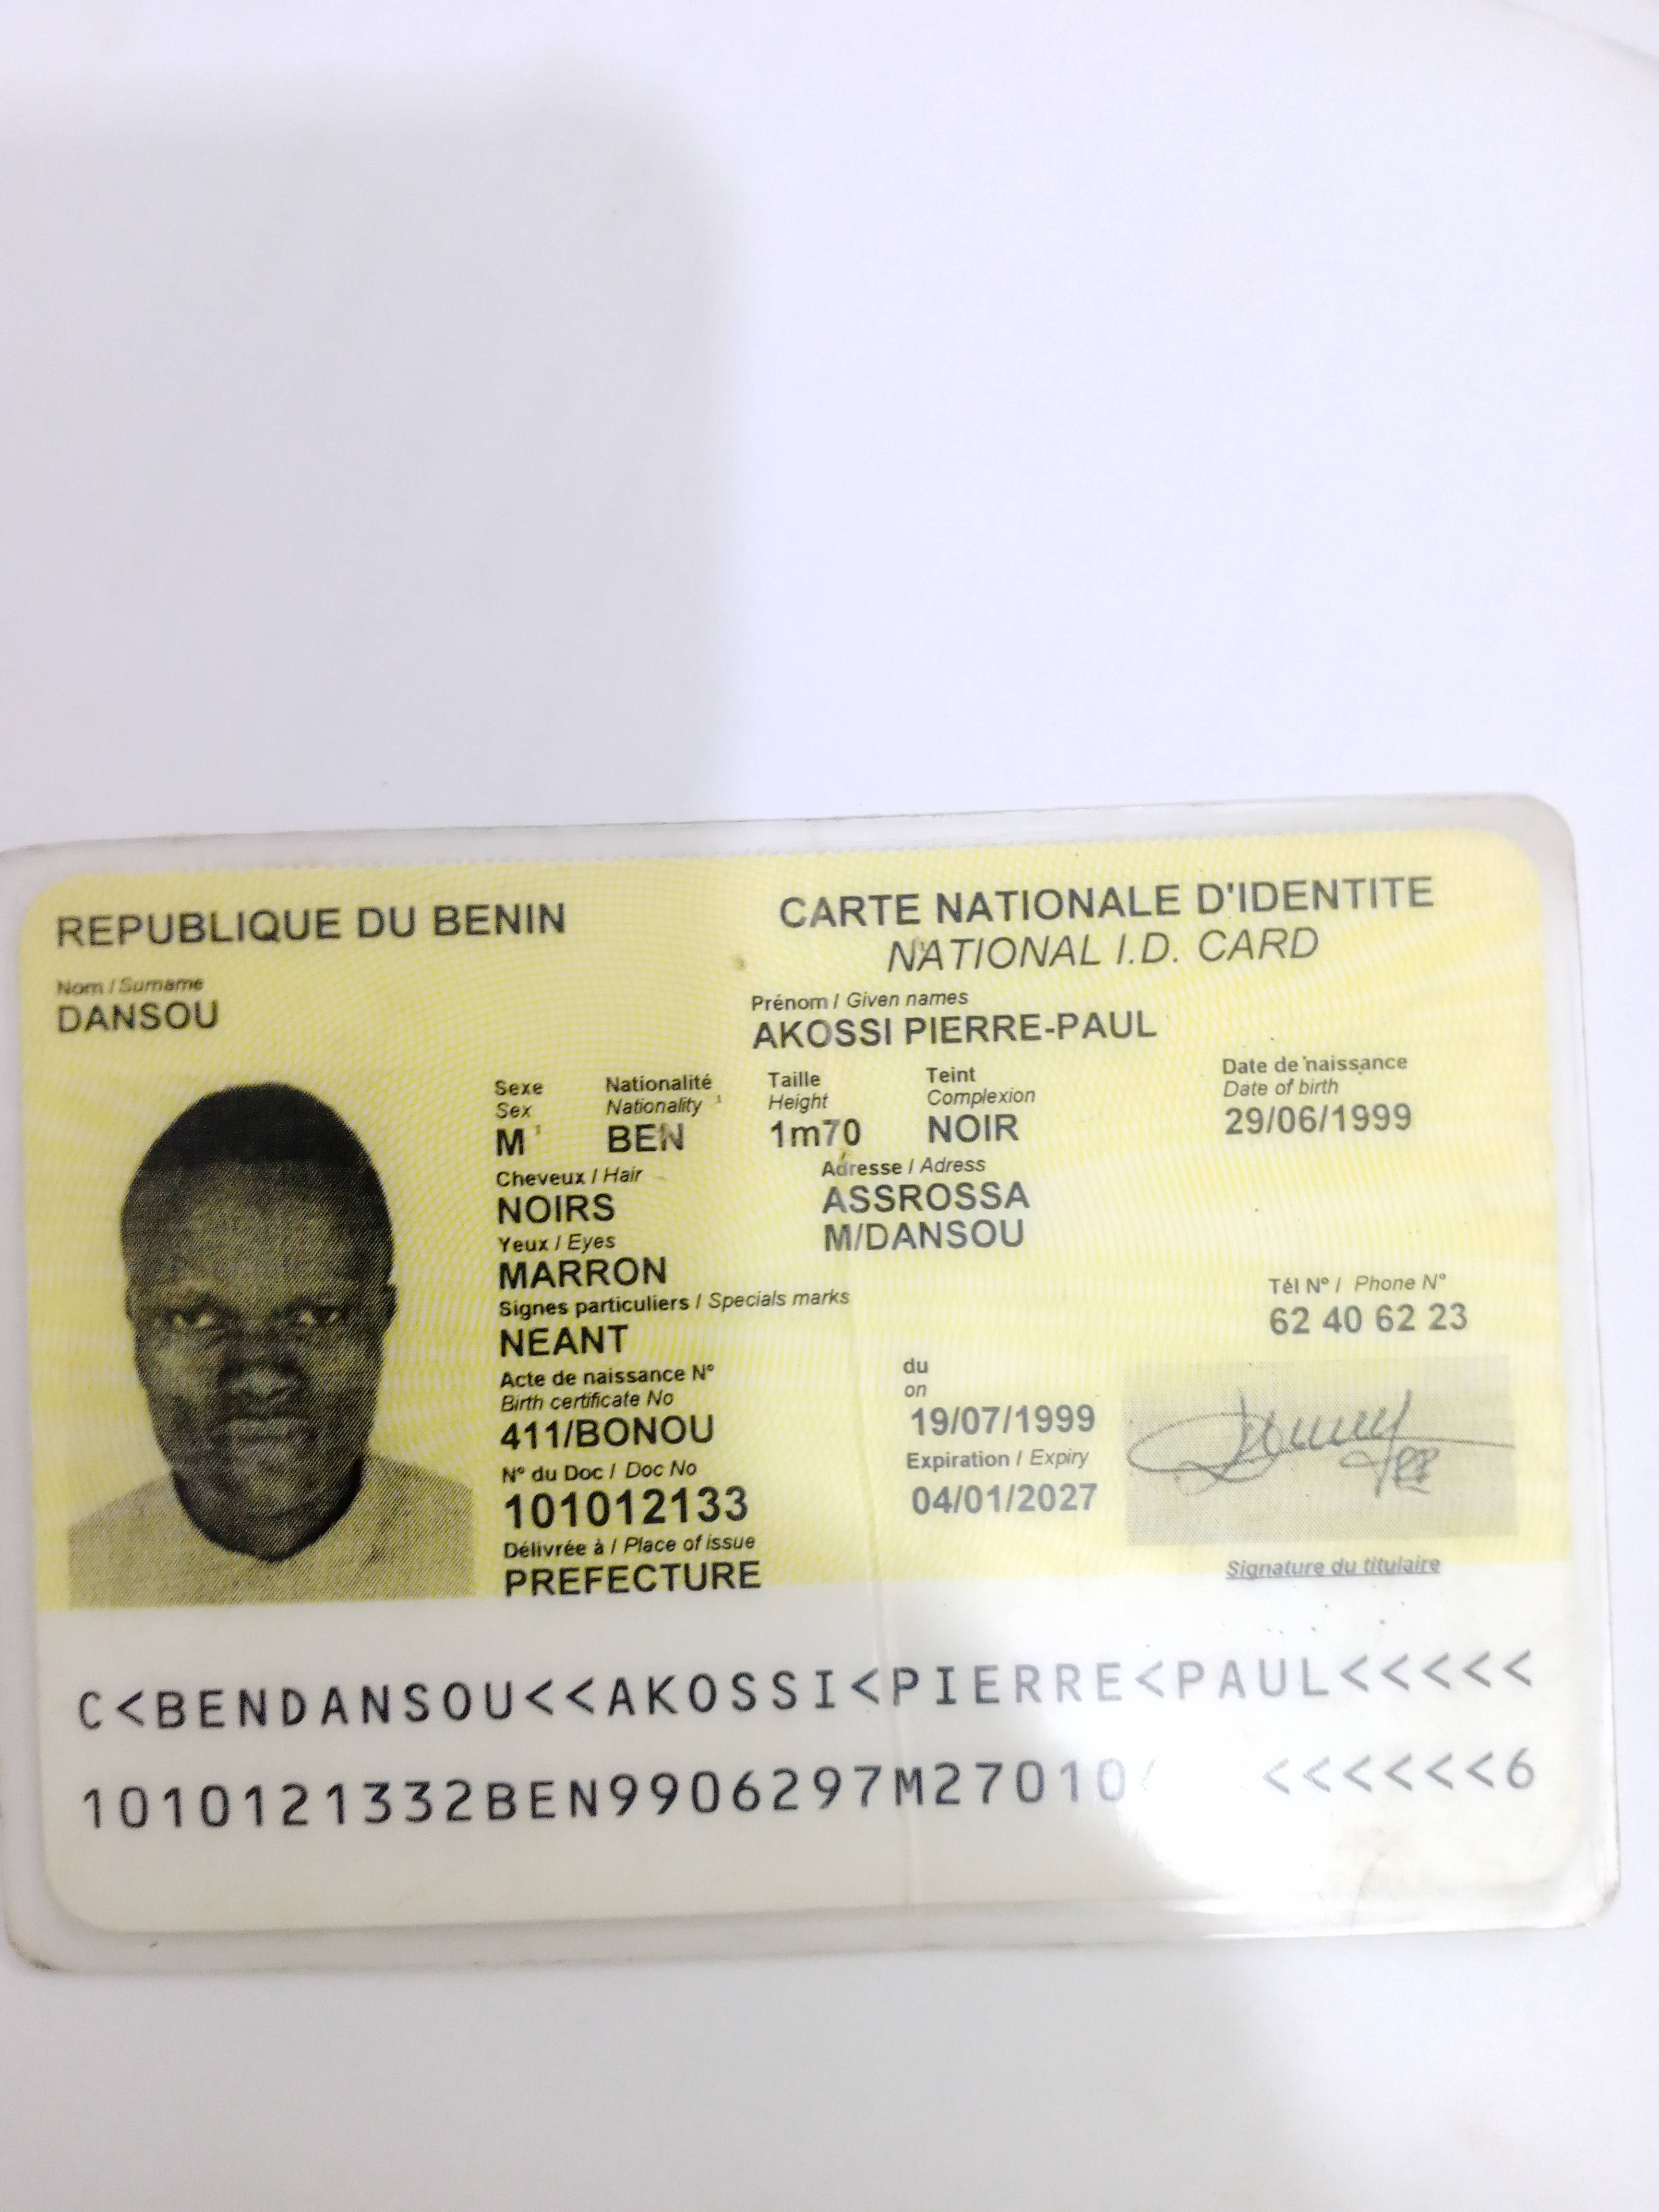 REPUBLIQUE DU BENIN
CARTE NATIONALE D'IDENTITE
NATIONAL I.D. CARD
Nom / Surname
DANSOU
Prénom / Given names
AKOSSI PIERRE-PAUL
Sexe Nationalité Taille Teint Date de naissance
Sex Nationality Height Complexion Date of birth
M BEN 1m70 NOIR 29/06/1999
Cheveux / Hair Adresse / Adress
NOIRS ASSROSSA
Yeux / Eyes M/DANSOU
MARRON
Tél N° / Phone N°
62 40 62 23
Signes particuliers / Specials marks
NEANT
Acte de naissance N° du
Birth certificate No on
411/BONOU 19/07/1999
N° du Doc / Doc No Expiration / Expiry
101012133 04/01/2027
Délivrée à / Place of issue
PREFECTURE
Signature du titulaire
C<BENDANSOU<<AKOSSI<PIERRE<PAUL<<<<<
1010121332BEN9906297M27010 <<<<<<6